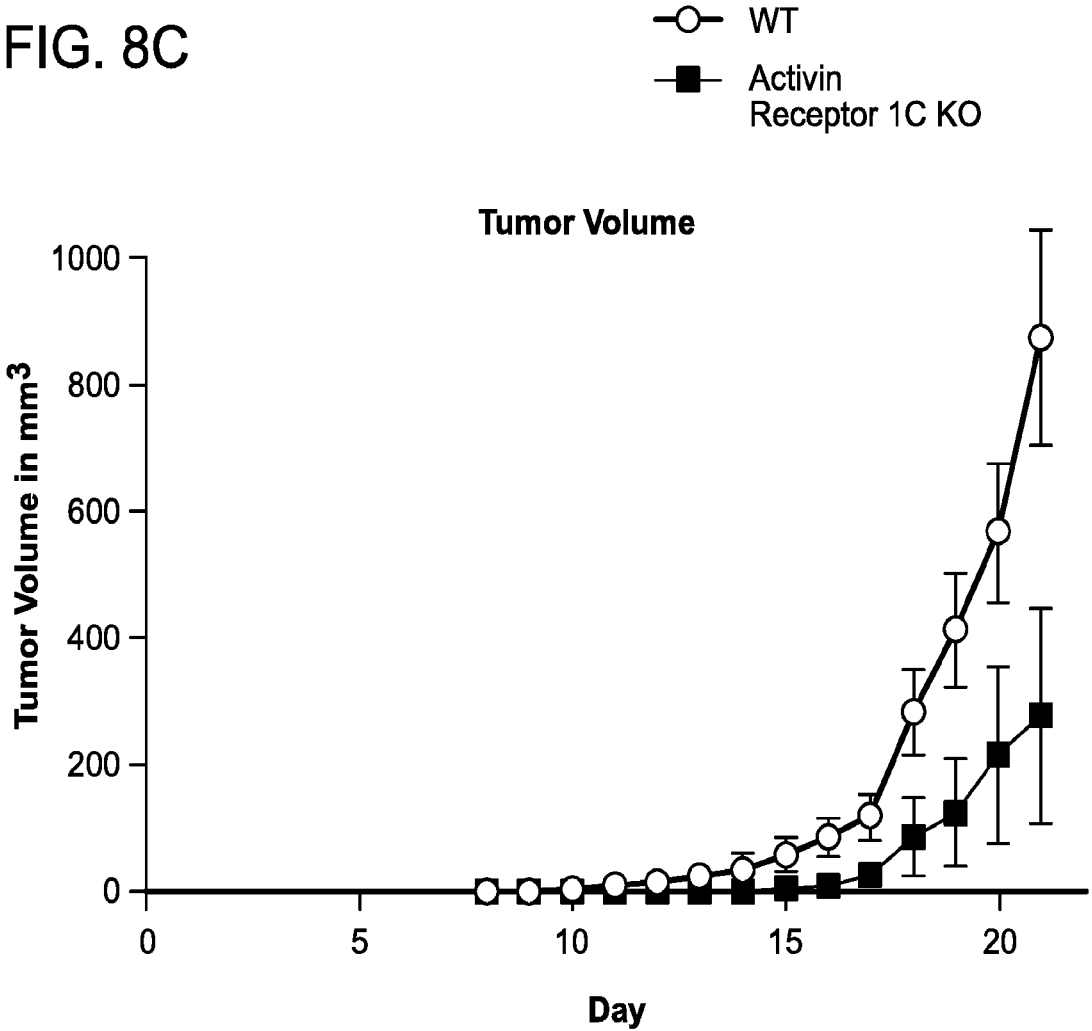 FIG. 8C
WT
Activin
Receptor 1C KO
Tumor Volume
Tumor Volume in mm³
1000
800
600
400
200
0
0 5 10 15 20
Day